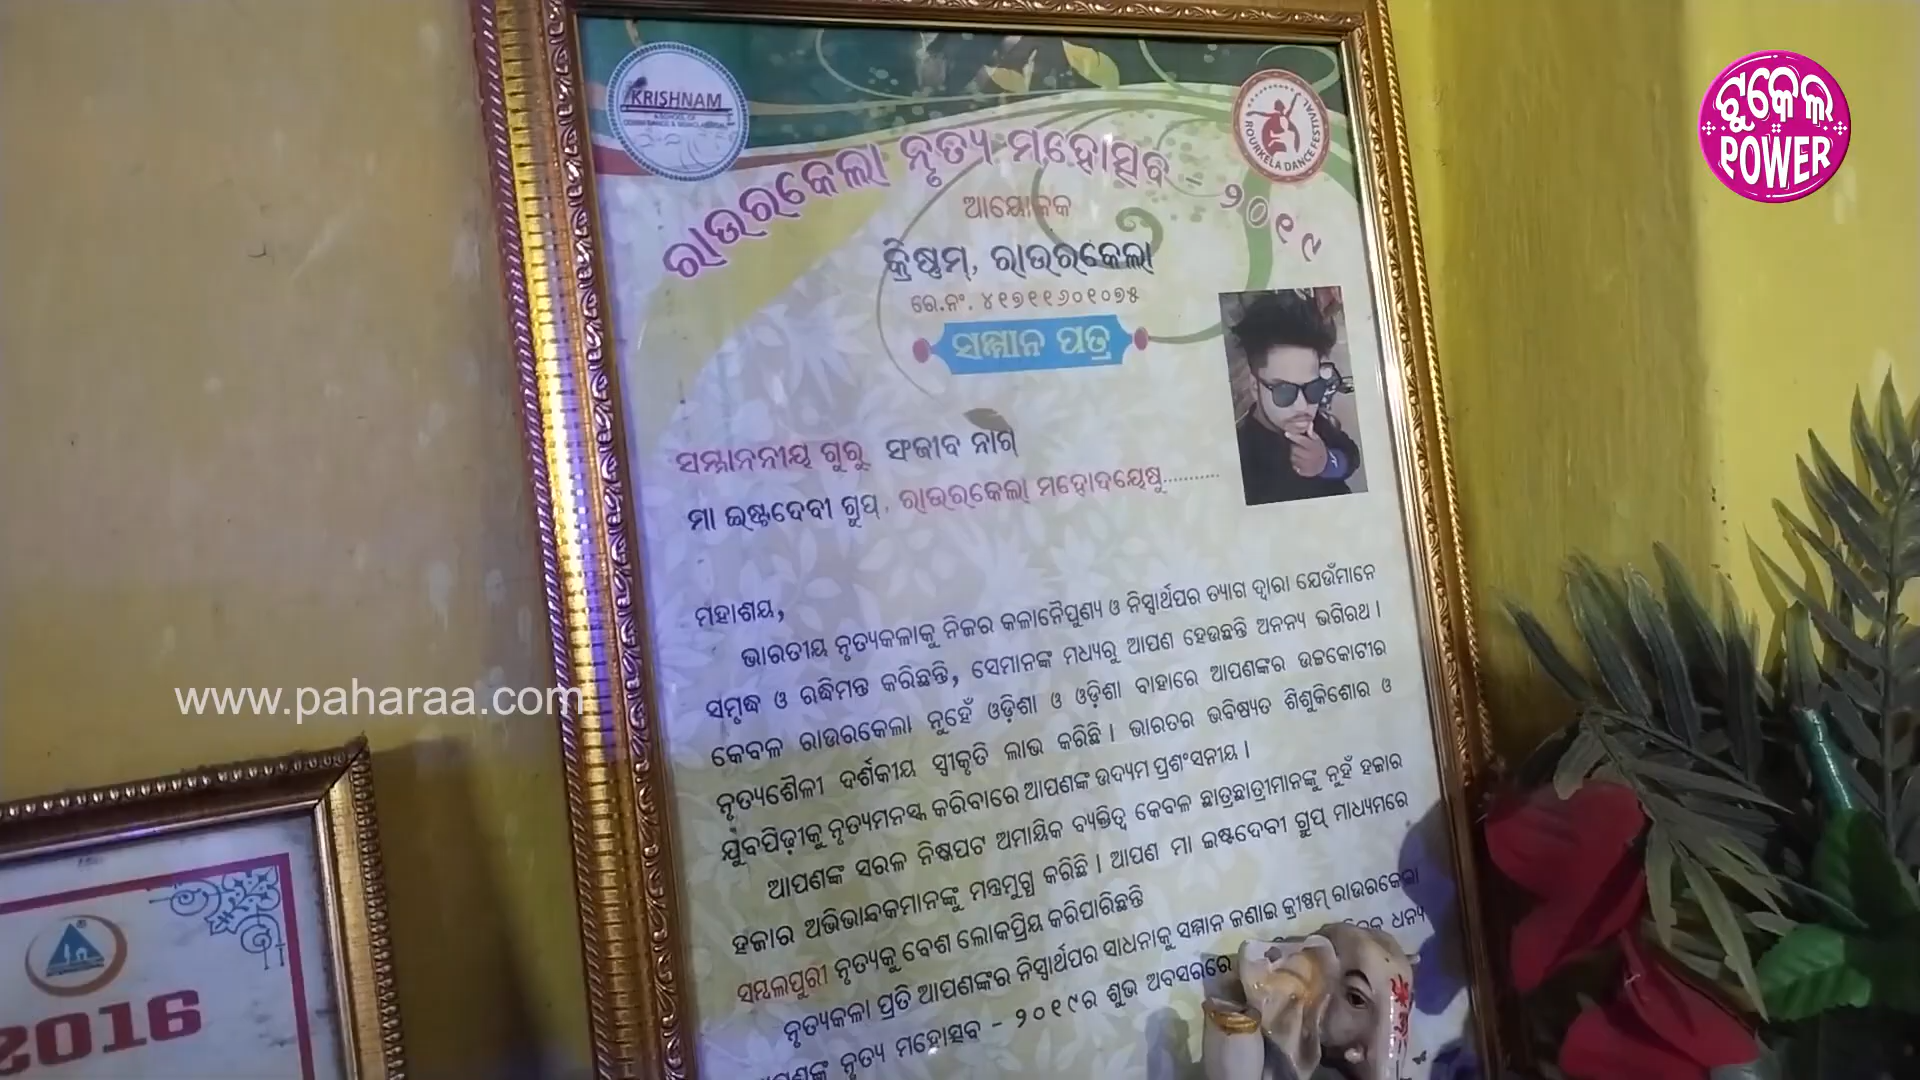 KRISHNAM
A SCHOOL OF
ROURKELA DANCE FESTIVAL
ଟୁକେଲ
POWER
ରାଉରକେଲା ନୃତ୍ୟ ମହୋତ୍ସବ - ୨୦୧୯
ଆୟୋଜକ
କ୍ରିଷ୍ଣମ୍, ରାଉରକେଲା
ରେ.ନଂ. ୪୧୭୧୧୬୦୧୦୭୫
ସମ୍ମାନ ପତ୍ର
ସମ୍ମାନନୀୟ ଗୁରୁ ସଂଜୀବ ନାଗ୍
ମା ଇଷ୍ଟଦେବୀ ଗ୍ରୁପ୍, ରାଉରକେଲା ମହୋଦୟେଷୁ...........
ମହାଶୟ,
ଭାରତୀୟ ନୃତ୍ୟକଳାକୁ ନିଜର କଳାନୈପୁଣ୍ୟ ଓ ନିସ୍ୱାର୍ଥପର ତ୍ୟାଗ ଦ୍ୱାରା ଯେଉଁମାନେ
ସମୃଦ୍ଧ ଓ ଋଦ୍ଧିମନ୍ତ କରିଛନ୍ତି, ସେମାନଙ୍କ ମଧ୍ୟରୁ ଆପଣ ହେଉଛନ୍ତି ଅନନ୍ୟ ଭଗିରଥ ।
କେବଳ ରାଉରକେଲା ନୁହେଁ ଓଡ଼ିଶା ଓ ଓଡ଼ିଶା ବାହାରେ ଆପଣଙ୍କର ଉଚ୍ଚକୋଟୀର
ନୃତ୍ୟଶୈଳୀ ଦର୍ଶକୀୟ ସ୍ୱୀକୃତି ଲାଭ କରିଛି । ଭାରତର ଭବିଷ୍ୟତ ଶିଶୁକିଶୋର ଓ
ଯୁବପିଢ଼ୀକୁ ନୃତ୍ୟମନସ୍କ କରିବାରେ ଆପଣଙ୍କ ଉଦ୍ୟମ ପ୍ରଶଂସନୀୟ ।
ଆପଣଙ୍କ ସରଳ ନିଷ୍କପଟ ଅମାୟିକ ବ୍ୟକ୍ତିତ୍ୱ କେବଳ ଛାତ୍ରଛାତ୍ରୀମାନଙ୍କୁ ନୁହଁ ହଜାର
ହଜାର ଅଭିଭାବକମାନଙ୍କୁ ମନ୍ତ୍ରମୁଗ୍ଧ କରିଛି । ଆପଣ ମା ଇଷ୍ଟଦେବୀ ଗ୍ରୁପ୍ ମାଧ୍ୟମରେ
ସମ୍ବଲପୁରୀ ନୃତ୍ୟକୁ ବେଶ ଲୋକପ୍ରିୟ କରିପାରିଛନ୍ତି
ନୃତ୍ୟକଳା ପ୍ରତି ଆପଣଙ୍କର ନିସ୍ୱାର୍ଥପର ସାଧନାକୁ ସମ୍ମାନ ଜଣାଇ କ୍ରୀଷ୍ଣମ୍ ରାଉରକେଲା
ନୃତ୍ୟ ମହୋତ୍ସବ - ୨୦୧୯ର ଶୁଭ ଅବସରରେ ଧନ୍ୟ
www.paharaa.com
2016